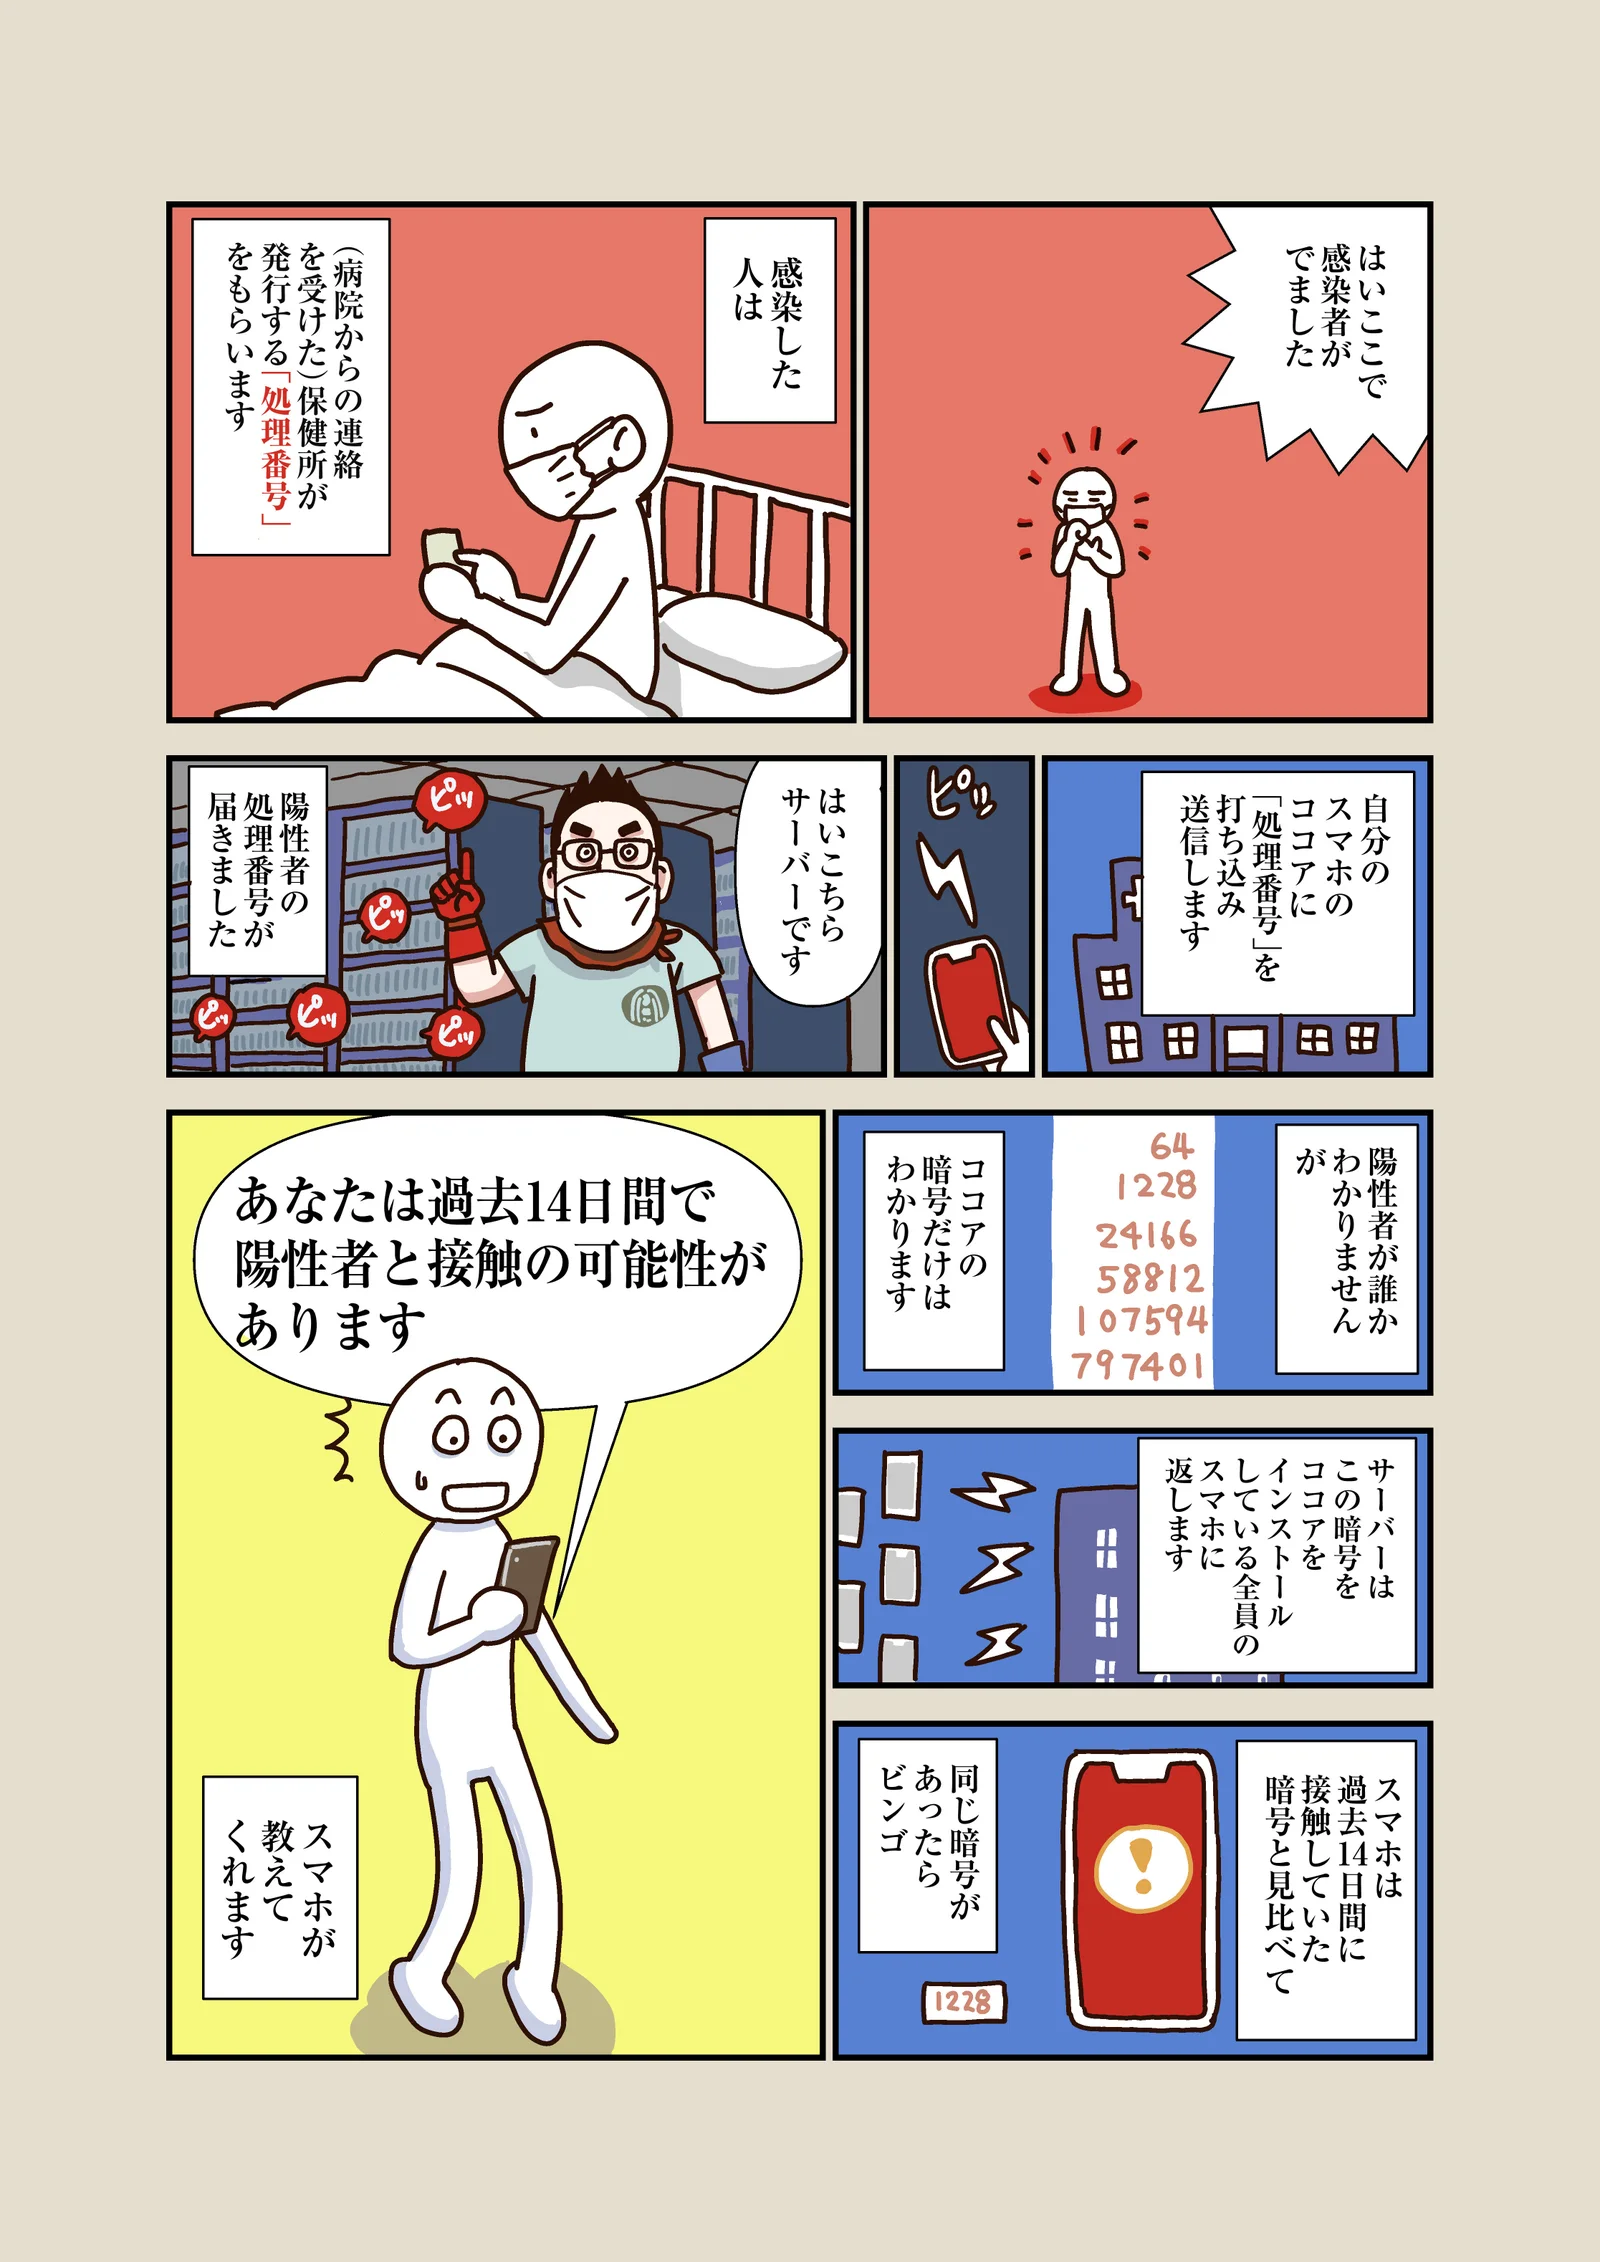 はいここで
感染者が
でました
感染した
人は
(病院からの連絡
を受けた)保健所が
発行する「処理番号」
をもらいます
自分の
スマホの
ココアに
「処理番号」を
打ち込み
送信します
ピッ
はいこちら
サーバーです
ピッ
ピッ
ピッ
ピッ
ピッ
陽性者の
処理番号が
届きました
陽性者が誰か
わかりません
が
64
1228
24166
58812
107594
797401
ココアの
暗号だけは
わかります
サーバーは
この暗号を
ココアを
インストール
している全員の
スマホに
返します
スマホは
過去14日間に
接触していた
暗号と見比べて
同じ暗号が
あったら
ビンゴ
1228
あなたは過去14日間で
陽性者と接触の可能性が
あります
スマホが
教えて
くれます